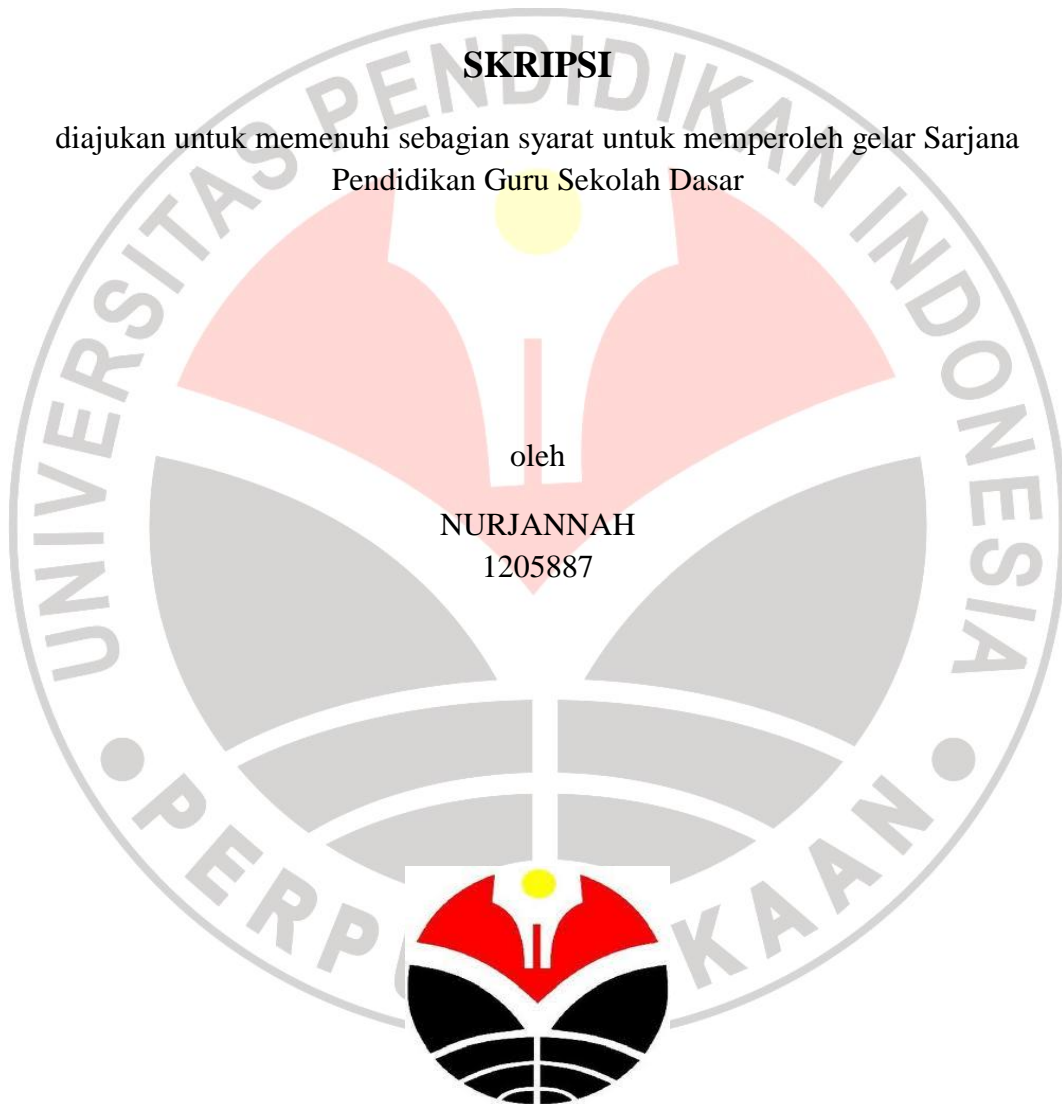 SKRIPSI
diajukan untuk memenuhi sebagian syarat untuk memperoleh gelar Sarjana
Pendidikan Guru Sekolah Dasar
oleh
NURJANNAH
1205887
UNIVERSITAS PENDIDIKAN INDONESIA